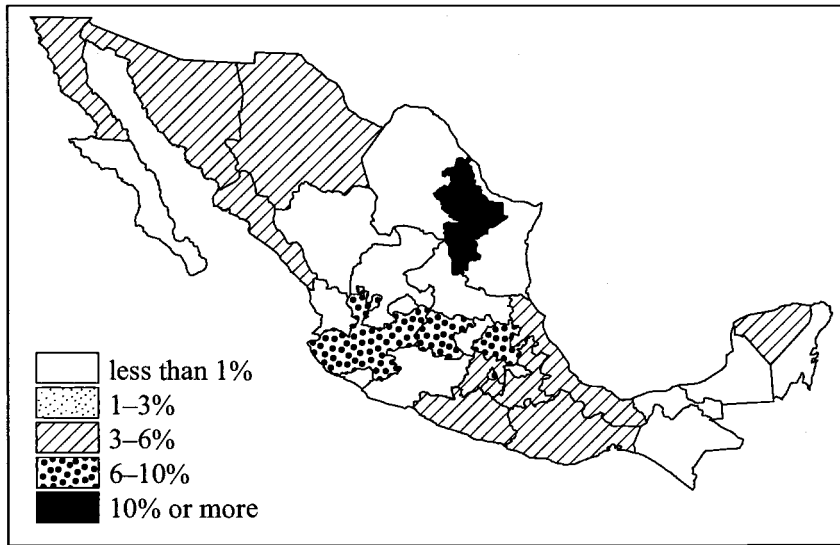 less than 1%
1–3%
3–6%
6–10%
10% or more